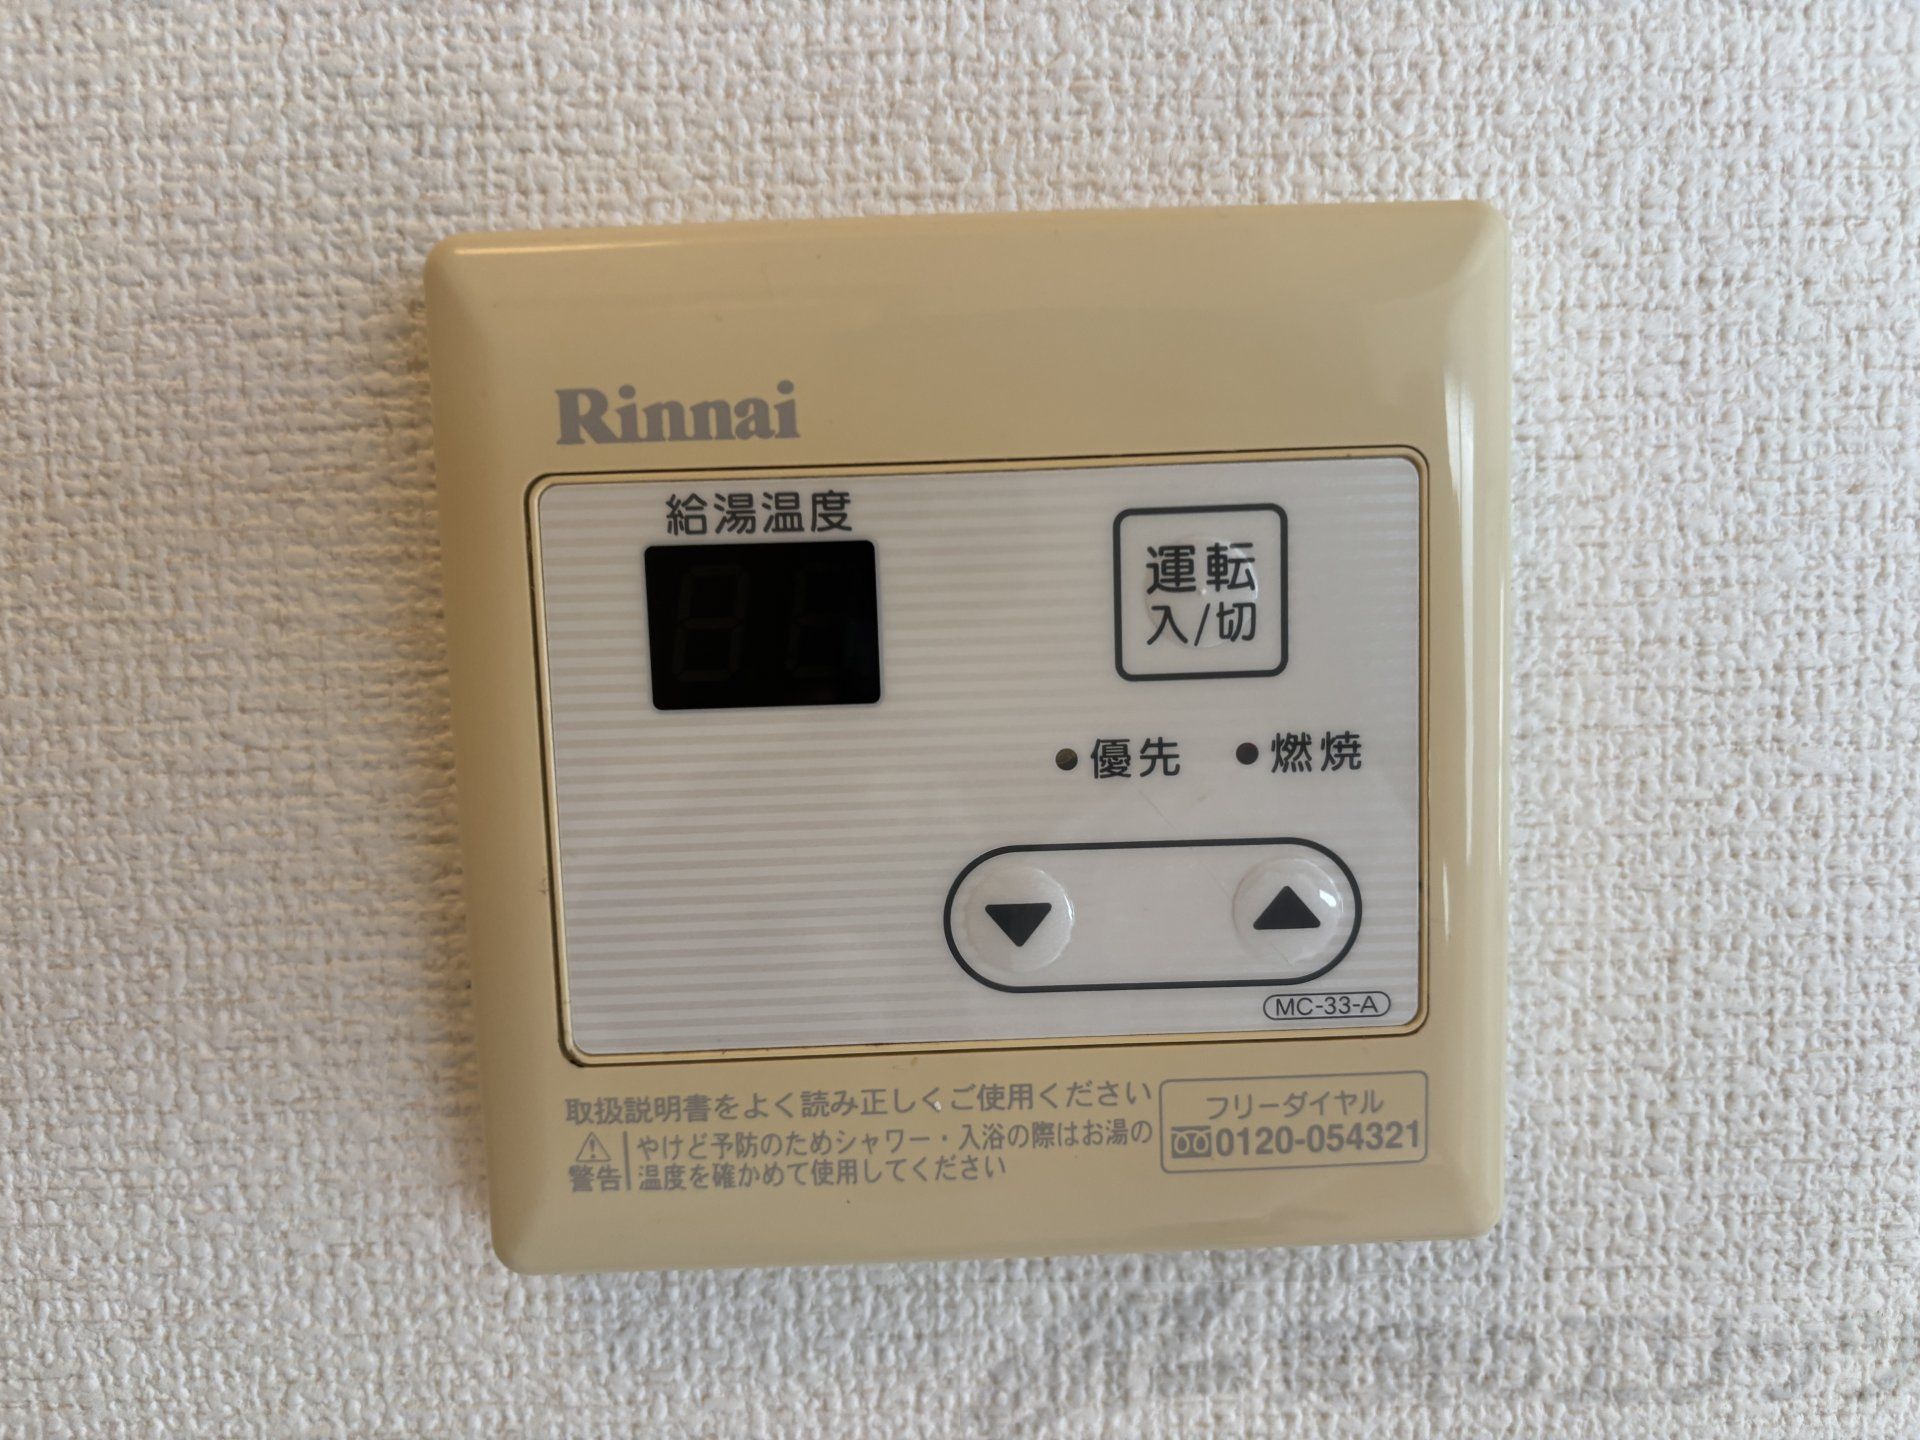 Rinnai
給湯温度
運転
入/切
優先
燃焼
▼ ▲
MC-33-A
取扱説明書をよく読み正しくご使用ください
警告
やけど予防のためシャワー・入浴の際はお湯の
温度を確かめて使用してください
フリーダイヤル
0120-054321